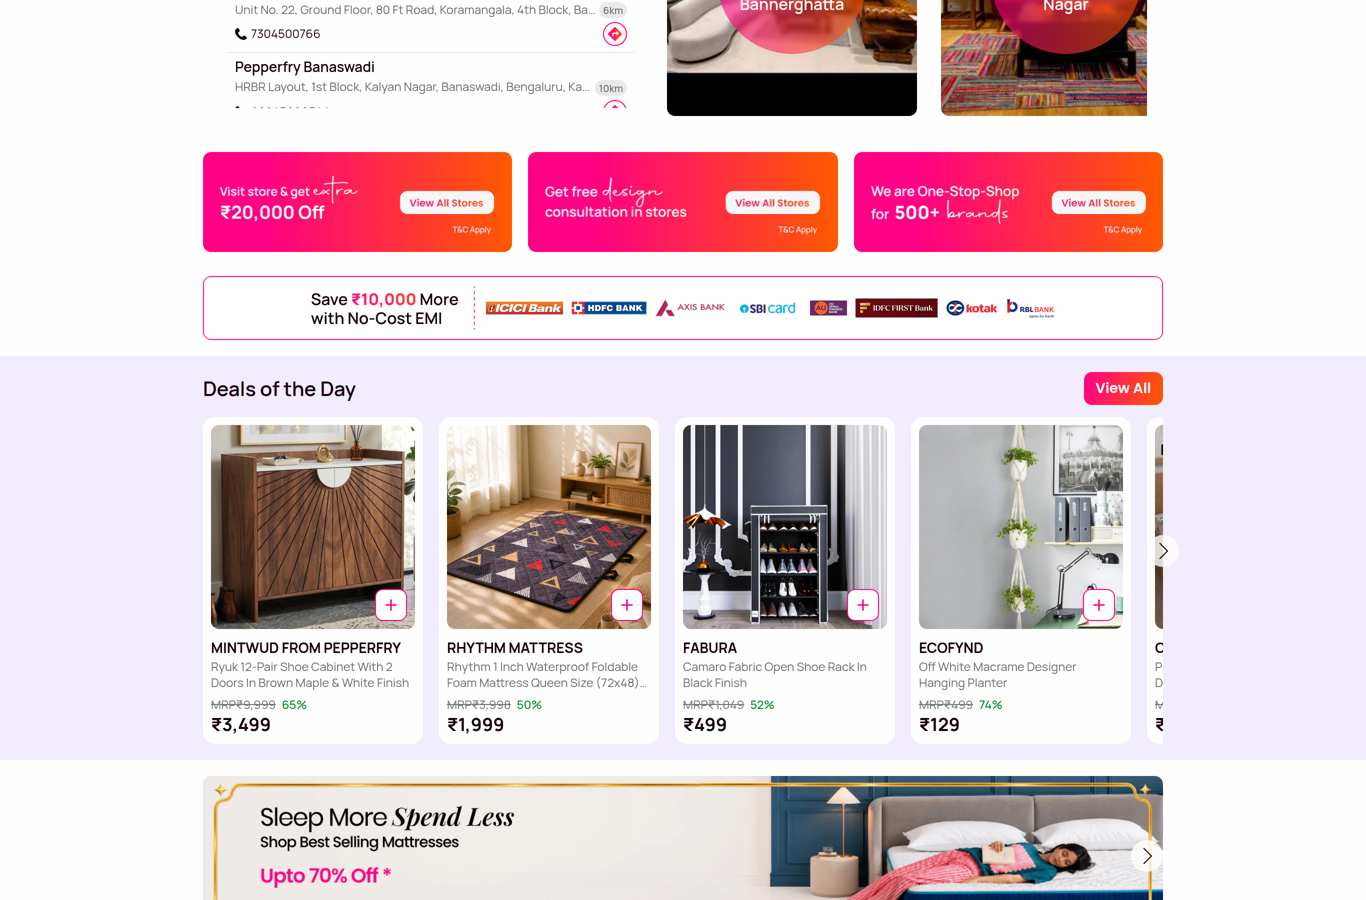 Unit No. 22, Ground Floor, 80 Ft Road, Koramangala, 4th Block, Ba... 6km
7304500766
Pepperfry Banaswadi
HRBR Layout, 1st Block, Kalyan Nagar, Banaswadi, Bengaluru, Ka... 10km
Bannerghatta
Nagar
Visit store & get extra
₹20,000 Off
View All Stores
T&C Apply
Get free design
consultation in stores
View All Stores
T&C Apply
We are One-Stop-Shop
for 500+ brands
View All Stores
T&C Apply
Save ₹10,000 More
with No-Cost EMI
ICICI Bank
HDFC BANK
AXIS BANK
SBI card
IDFC FIRST Bank
kotak
RBL BANK
Deals of the Day
View All
MINTWUD FROM PEPPERFRY
Ryuk 12-Pair Shoe Cabinet With 2
Doors In Brown Maple & White Finish
MRP₹9,999 65%
₹3,499
RHYTHM MATTRESS
Rhythm 1 Inch Waterproof Foldable
Foam Mattress Queen Size (72x48)...
MRP₹3,998 50%
₹1,999
FABURA
Camaro Fabric Open Shoe Rack In
Black Finish
MRP₹1,049 52%
₹499
ECOFYND
Off White Macrame Designer
Hanging Planter
MRP₹499 74%
₹129
Sleep More Spend Less
Shop Best Selling Mattresses
Upto 70% Off *